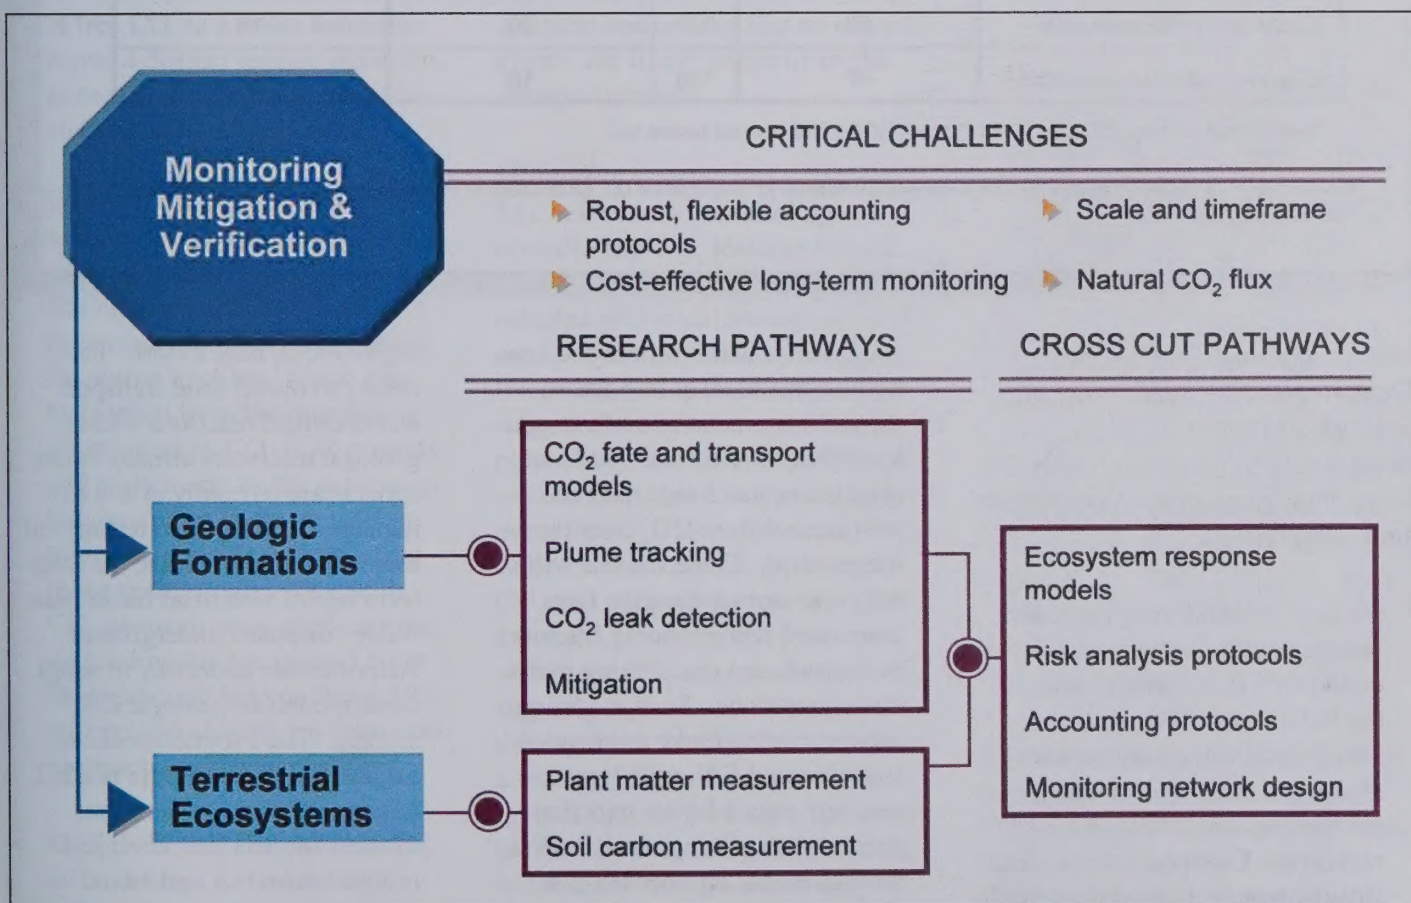 Monitoring
Mitigation &
Verification
CRITICAL CHALLENGES
Robust, flexible accounting
protocols
Cost-effective long-term monitoring
Scale and timeframe
Natural CO₂ flux
RESEARCH PATHWAYS
CROSS CUT PATHWAYS
Geologic
Formations
CO₂ fate and transport
models
Plume tracking
CO₂ leak detection
Mitigation
Terrestrial
Ecosystems
Plant matter measurement
Soil carbon measurement
Ecosystem response
models
Risk analysis protocols
Accounting protocols
Monitoring network design